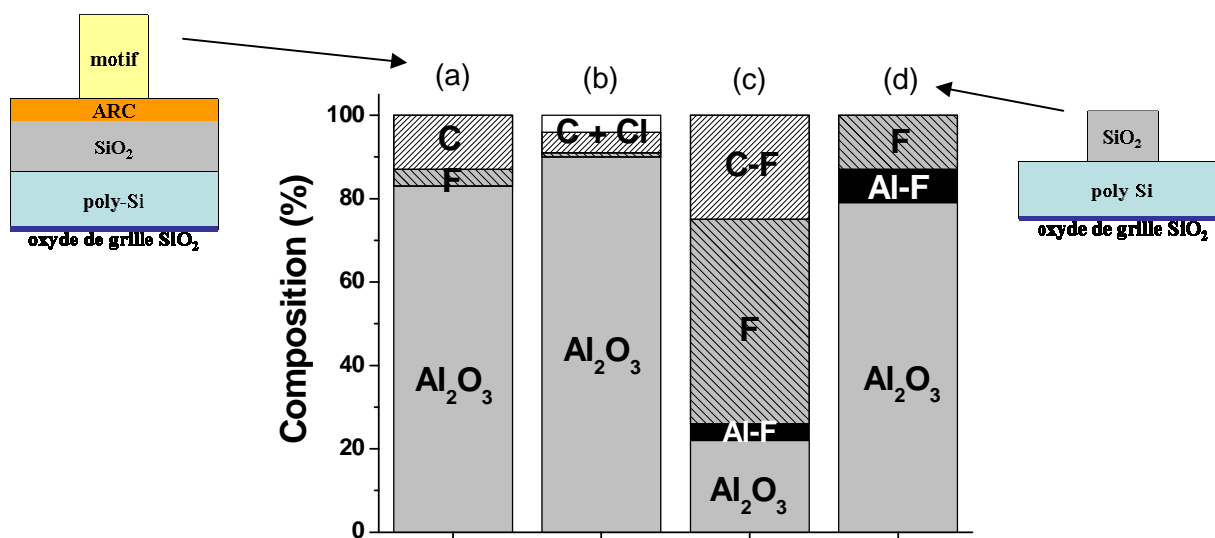 motif
ARC
SiO₂
poly-Si
oxyde de grille SiO₂
(a) (b) (c) (d)
Composition (%)
100
80
60
40
20
0
C
F
Al₂O₃
C + Cl
Al₂O₃
C-F
F
Al-F
Al₂O₃
F
Al-F
Al₂O₃
SiO₂
poly Si
oxyde de grille SiO₂